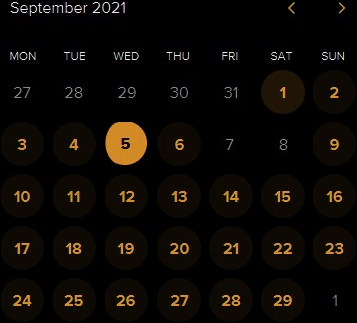 September 2021
MON TUE WED THU FRI SAT SUN
27 28 29 30 31 1 2
3 4 5 6 7 8 9
10 11 12 13 14 15 16
17 18 19 20 21 22 23
24 25 26 27 28 29 1